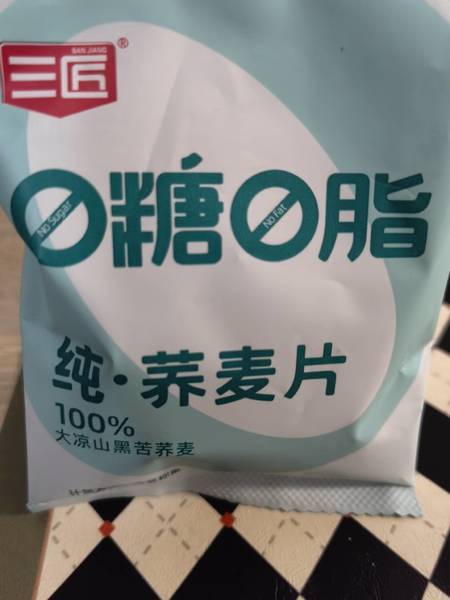 SAN JIANG
三匠®
0糖0脂
No Sugar
No Fat
纯·荞麦片
100%
大凉山黑苦荞麦